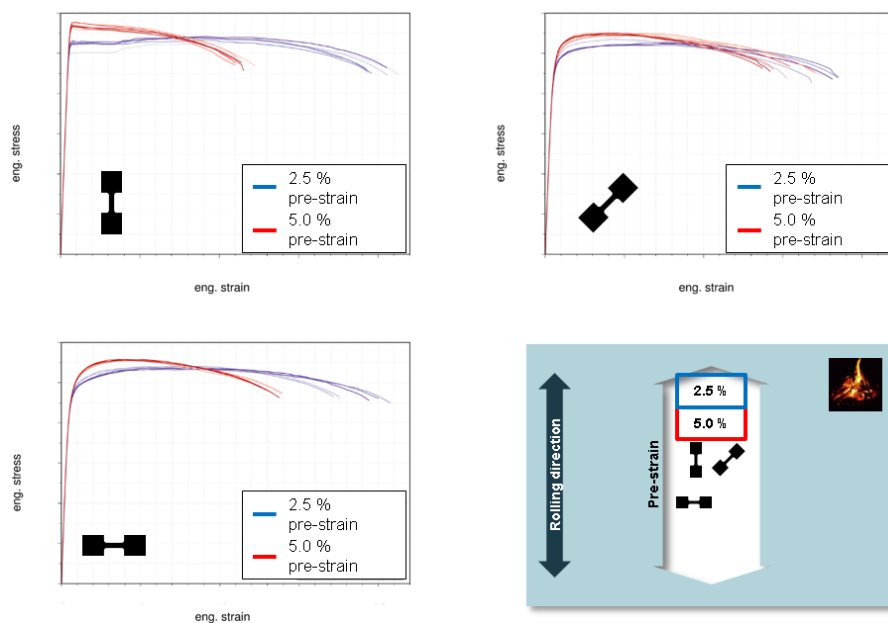 eng. stress
2.5 %
pre-strain
5.0 %
pre-strain
eng. strain
eng. stress
2.5 %
pre-strain
5.0 %
pre-strain
eng. strain
eng. stress
2.5 %
pre-strain
5.0 %
pre-strain
eng. strain
Rolling direction
Pre-strain
2.5 %
5.0 %